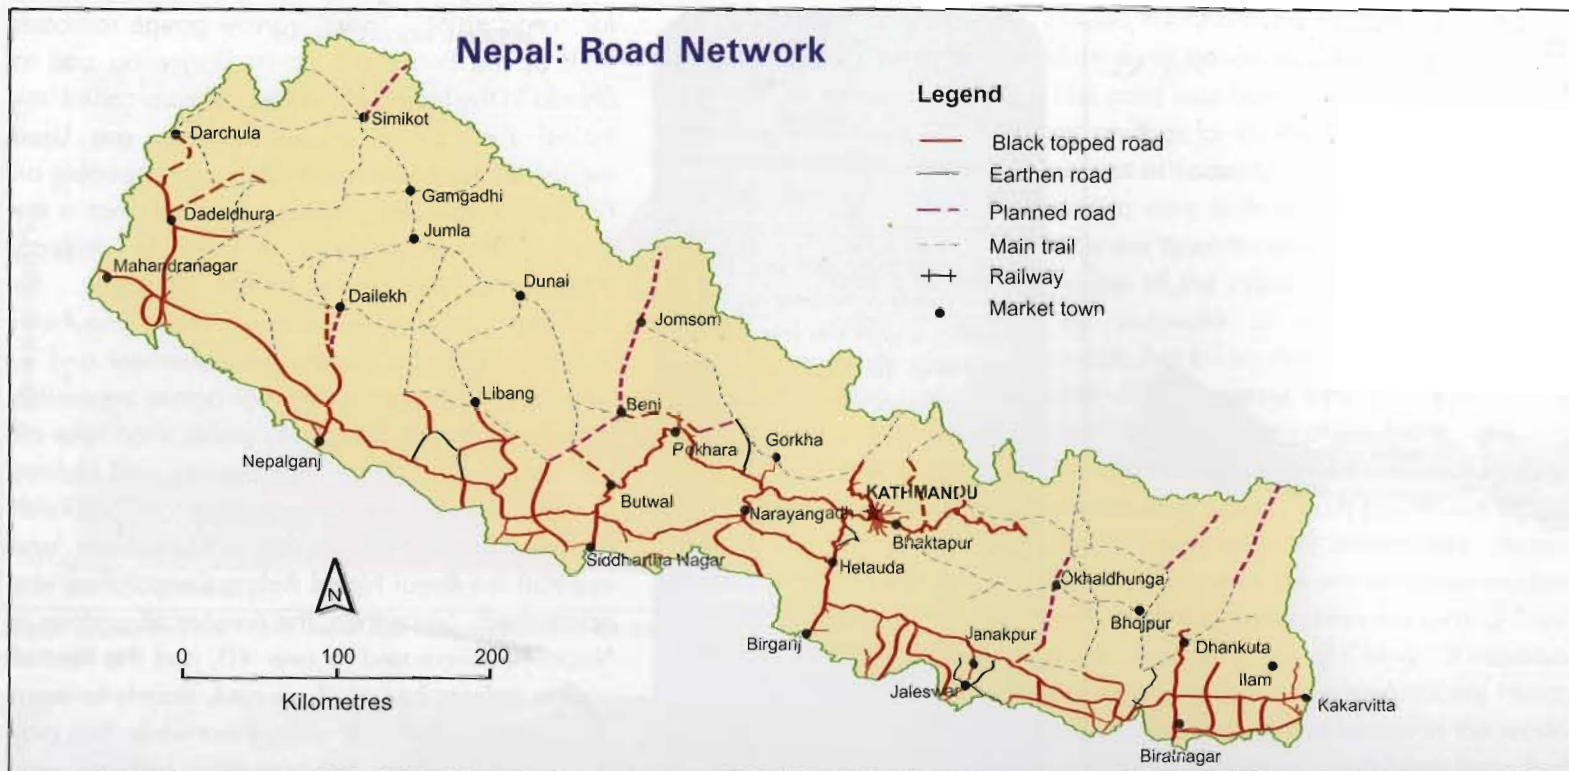 Nepal: Road Network
Legend
Black topped road
Earthen road
Planned road
Main trail
Railway
Market town
Simikot
Darchula
Gamgadhi
Dadeldhura
Jumla
Mahandranagar
Dailekh
Dunai
Jomsom
Libang
Beni
Nepalganj
Pokhara
Gorkha
Butwal
KATHMANDU
Narayangadh
Bhaktapur
Siddhartha Nagar
Hetauda
Okhaldhunga
Bhojpur
Birganj
Janakpur
Dhankuta
Ilam
Jaleswar
Kakarvitta
Biratnagar
N
0 100 200
Kilometres